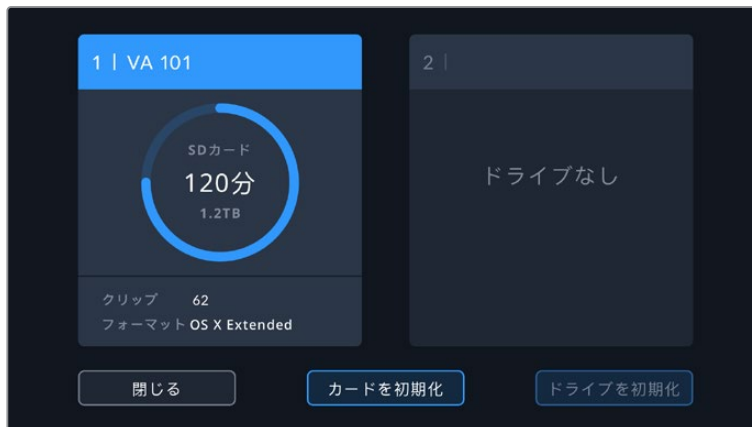 1 | VA 101
SDカード
120分
1.2TB
クリップ 62
フォーマット OS X Extended
2 |
ドライブなし
閉じる
カードを初期化
ドライブを初期化